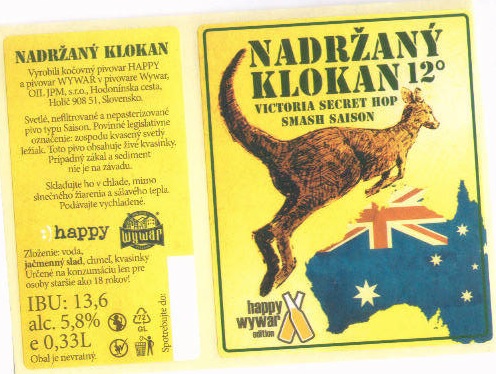 NADRŽANÝ KLOKAN
Vyrobili kočovný pivovar HAPPY
a pivovar WYWAR v pivovare Wywar,
OIL JPM, s.r.o., Hodonínska cesta,
Holíč 908 51, Slovensko.
Svetlé, nefiltrované a nepasterizované
pivo typu Saison. Povinné legislatívne
označenie: zospodu kvasený svetlý
ležiak. Toto pivo obsahuje živé kvasinky.
Prípadný zákal a sediment
nie je na závadu.
Skladujte ho v chlade, mimo
slnečného žiarenia a sálavého tepla.
Podávajte vychladené.
:) happy wywar
Zloženie: voda,
jačmenný slad, chmeľ, kvasinky
Určené na konzumáciu len pre
osoby staršie ako 18 rokov!
IBU: 13,6
alc. 5,8%
e 0,33L
Obal je nevratný.
72
GL
Spotrebujte do:
NADRŽANÝ
KLOKAN 12°
VICTORIA SECRET HOP
SMASH SAISON
happy
wywar
edition